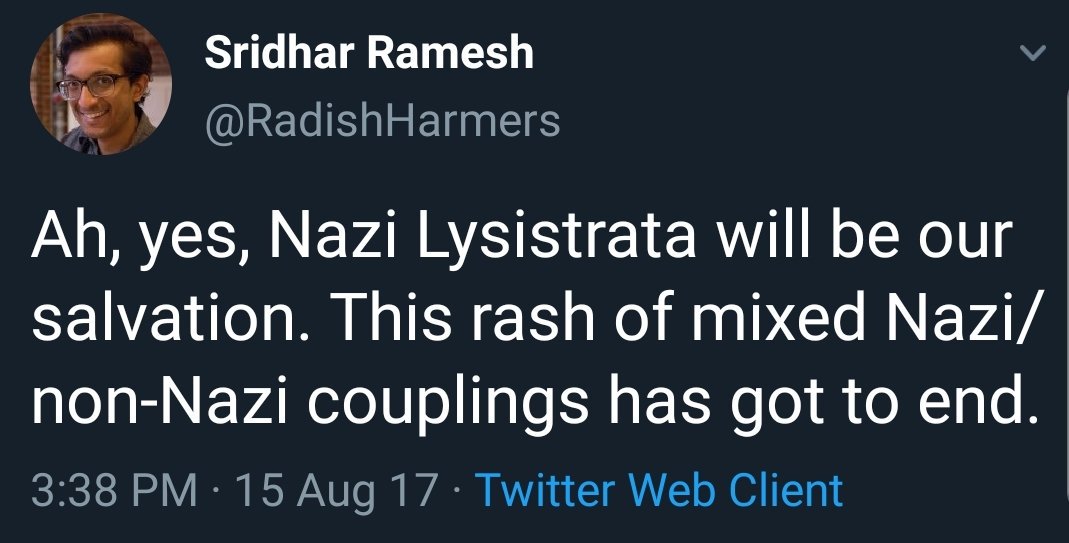 Sridhar Ramesh
@RadishHarmers
Ah, yes, Nazi Lysistrata will be our
salvation. This rash of mixed Nazi/
non-Nazi couplings has got to end.
3:38 PM · 15 Aug 17 · Twitter Web Client